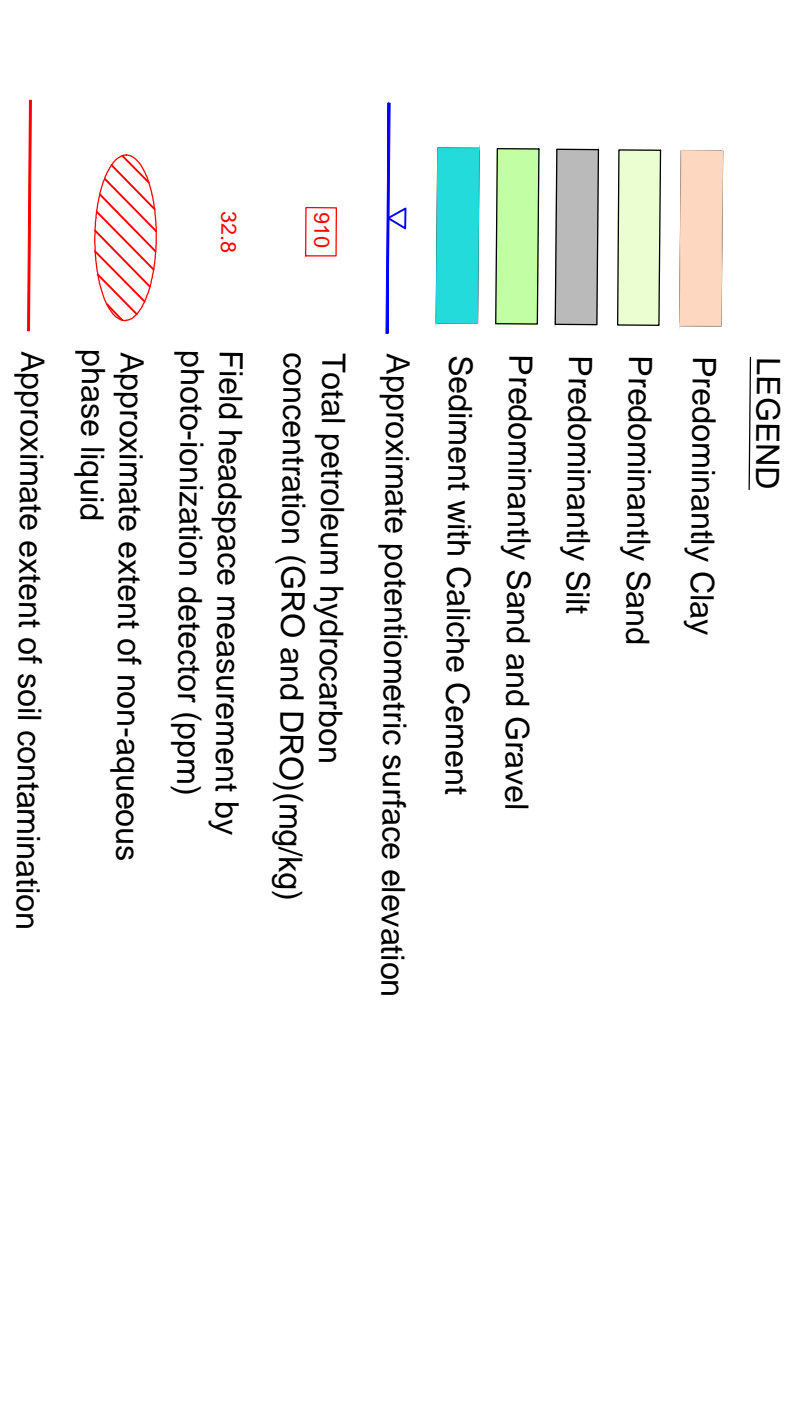 LEGEND
Predominantly Clay
Predominantly Sand
Predominantly Silt
Predominantly Sand and Gravel
Sediment with Caliche Cement
Approximate potentiometric surface elevation
910
Total petroleum hydrocarbon
concentration (GRO and DRO)(mg/kg)
32.8
Field headspace measurement by
photo-ionization detector (ppm)
Approximate extent of non-aqueous
phase liquid
Approximate extent of soil contamination